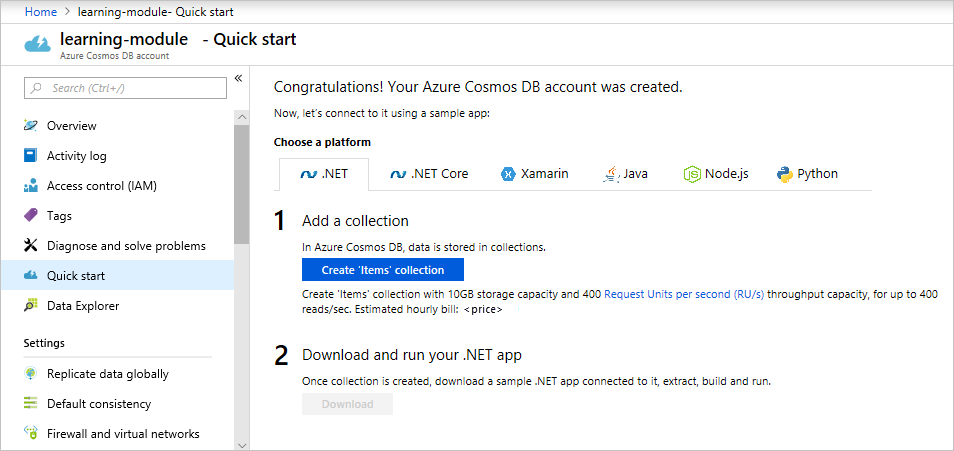 Home > learning-module- Quick start
learning-module - Quick start
Azure Cosmos DB account
Search (Ctrl+/)
«
Overview
Activity log
Access control (IAM)
Tags
Diagnose and solve problems
Quick start
Data Explorer
Settings
Replicate data globally
Default consistency
Firewall and virtual networks
Congratulations! Your Azure Cosmos DB account was created.
Now, let's connect to it using a sample app:
Choose a platform
.NET
.NET Core
Xamarin
Java
Node.js
Python
1 Add a collection
In Azure Cosmos DB, data is stored in collections.
Create 'Items' collection
Create 'Items' collection with 10GB storage capacity and 400 Request Units per second (RU/s) throughput capacity, for up to 400
reads/sec. Estimated hourly bill: <price>
2 Download and run your .NET app
Once collection is created, download a sample .NET app connected to it, extract, build and run.
Download